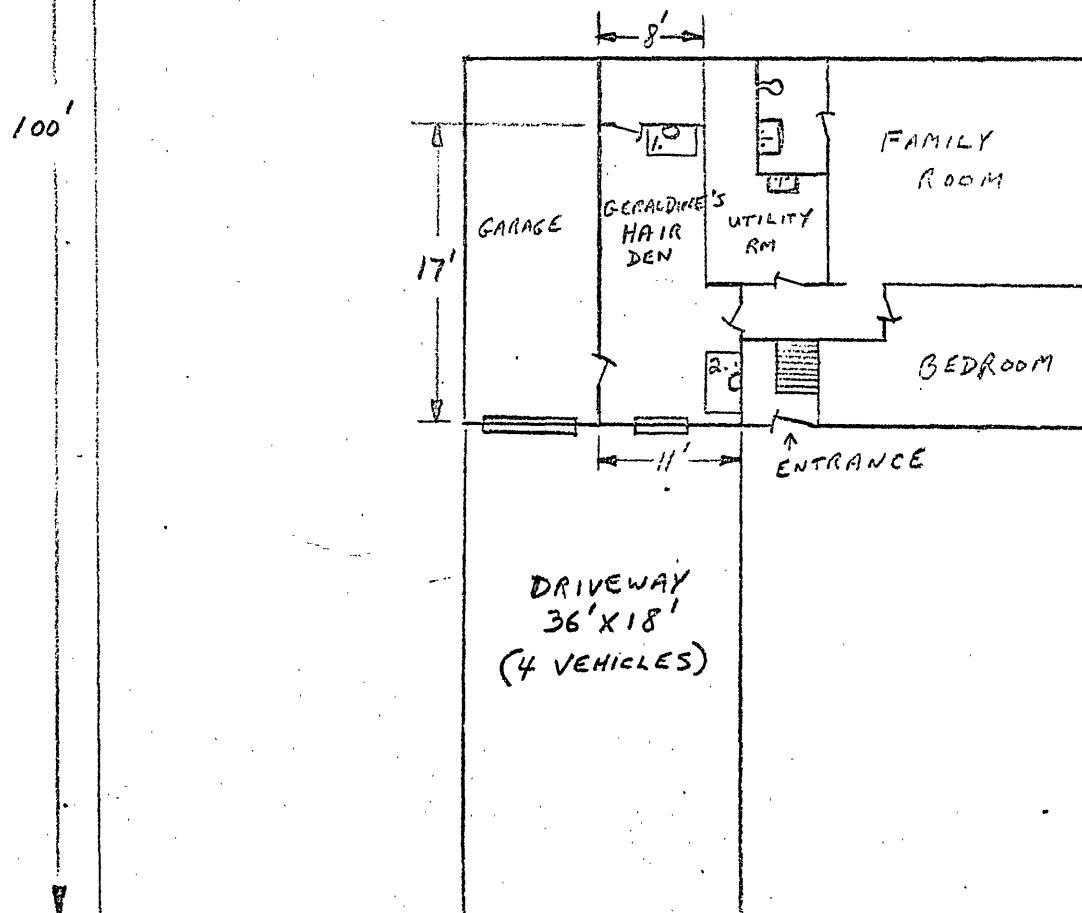 8'
100'
1.
FAMILY
ROOM
GERALDINE'S
HAIR
DEN
GARAGE
UTILITY
RM
17'
2.
BEDROOM
11'
ENTRANCE
DRIVEWAY
36' X 18'
(4 VEHICLES)